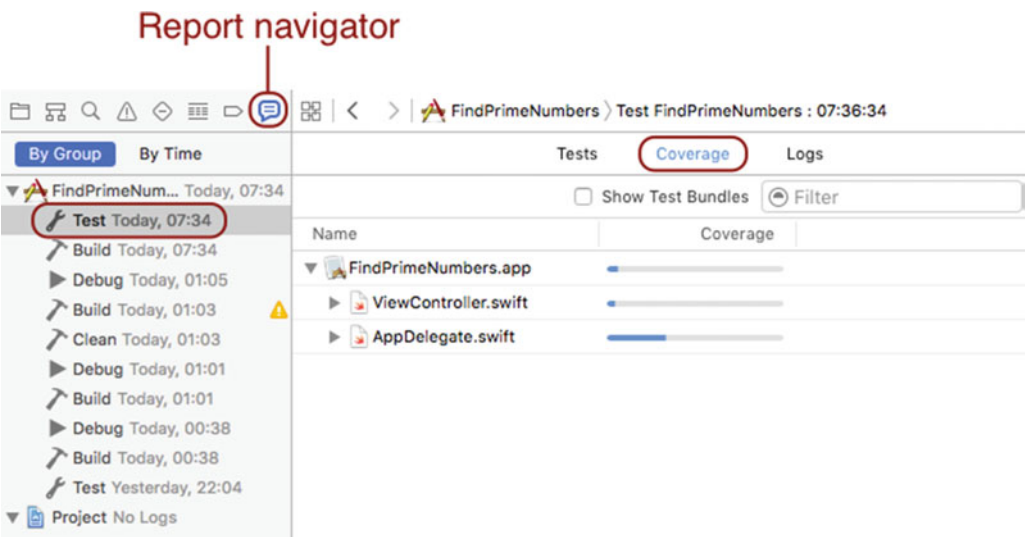 Report navigator
FindPrimeNumbers Test FindPrimeNumbers : 07:36:34
By Group By Time
Tests Coverage Logs
FindPrimeNum... Today, 07:34
Show Test Bundles Filter
Test Today, 07:34
Name Coverage
Build Today, 07:34
FindPrimeNumbers.app
Debug Today, 01:05
ViewController.swift
Build Today, 01:03
AppDelegate.swift
Clean Today, 01:03
Debug Today, 01:01
Build Today, 01:01
Debug Today, 00:38
Build Today, 00:38
Test Yesterday, 22:04
Project No Logs